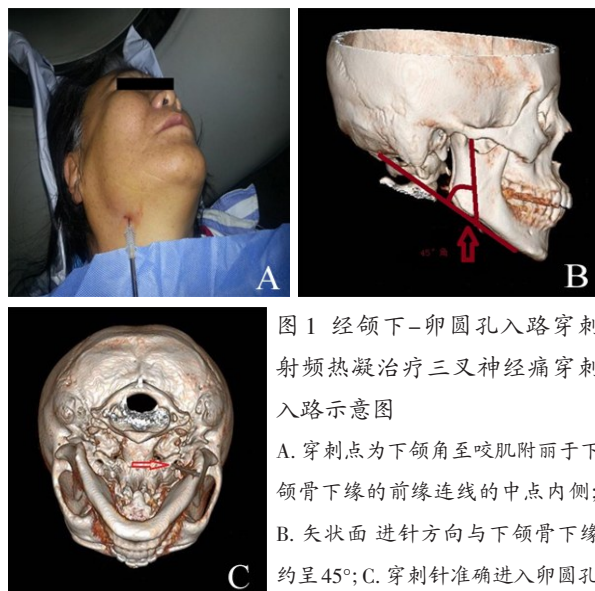 A
B
45° 角
C
图 1 经颌下-卵圆孔入路穿刺
射频热凝治疗三叉神经痛穿刺
入路示意图
A. 穿刺点为下颌角至咬肌附丽于下
颌骨下缘的前缘连线的中点内侧;
B. 矢状面 进针方向与下颌骨下缘
约呈45°; C. 穿刺针准确进入卵圆孔